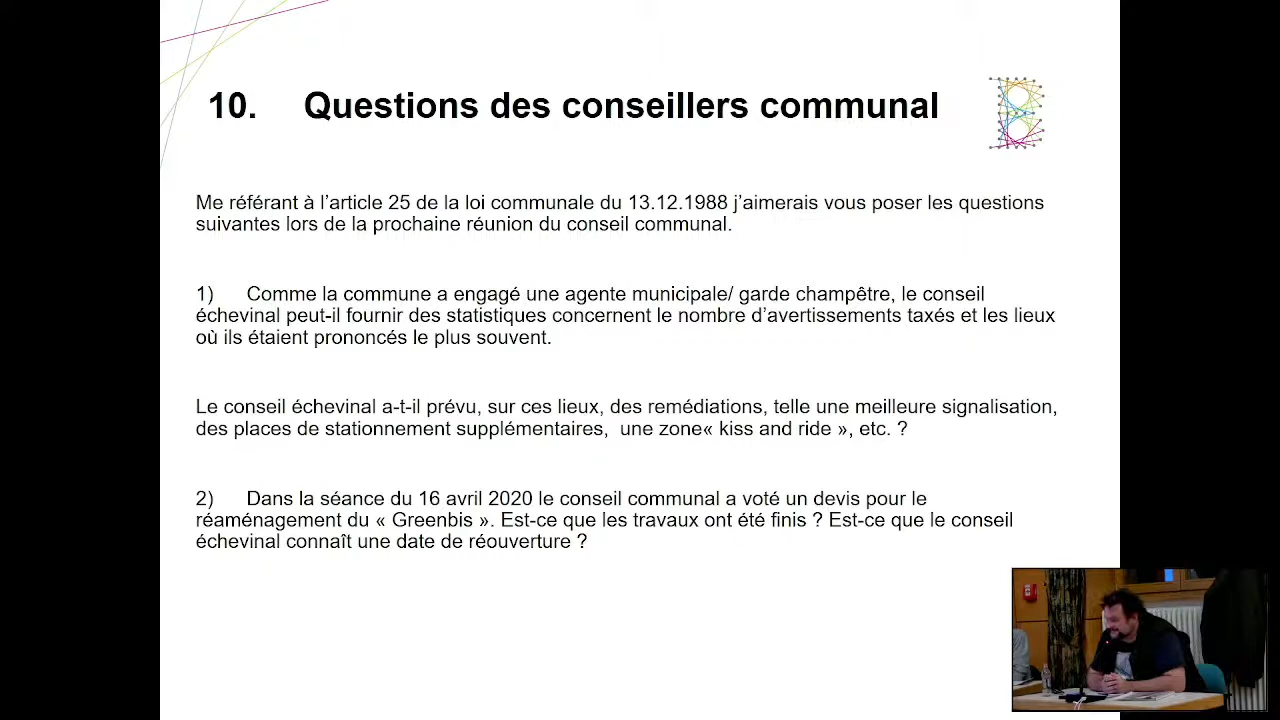 10. Questions des conseillers communal
Me référant à l'article 25 de la loi communale du 13.12.1988 j'aimerais vous poser les questions
suivantes lors de la prochaine réunion du conseil communal.
1) Comme la commune a engagé une agente municipale/ garde champêtre, le conseil
échevinal peut-il fournir des statistiques concernent le nombre d'avertissements taxés et les lieux
où ils étaient prononcés le plus souvent.
Le conseil échevinal a-t-il prévu, sur ces lieux, des remédiations, telle une meilleure signalisation,
des places de stationnement supplémentaires, une zone« kiss and ride », etc. ?
2) Dans la séance du 16 avril 2020 le conseil communal a voté un devis pour le
réaménagement du « Greenbis ». Est-ce que les travaux ont été finis ? Est-ce que le conseil
échevinal connaît une date de réouverture ?